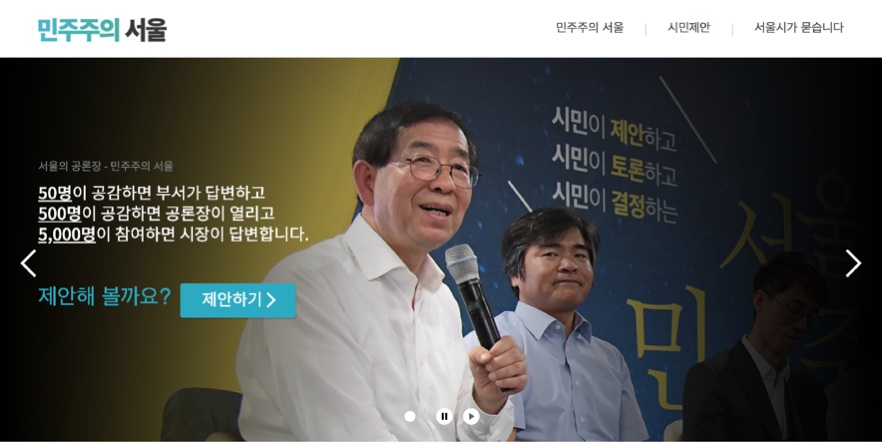 민주주의 서울
민주주의 서울 | 시민제안 | 서울시가 묻습니다
서울의 공론장 - 민주주의 서울
50명이 공감하면 부서가 답변하고
500명이 공감하면 공론장이 열리고
5,000명이 참여하면 시장이 답변합니다.
제안해 볼까요?
제안하기
시민이 제안하고
시민이 토론하고
시민이 결정하는
서울
민주